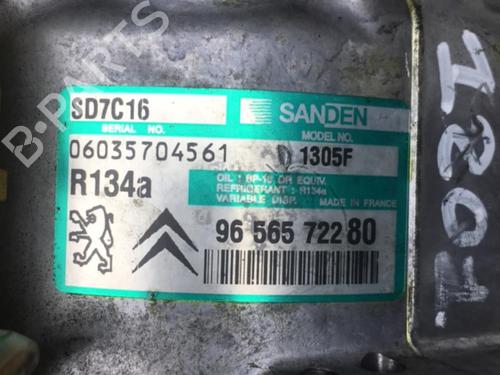 B-PARTS
SD7C16
SANDEN
SERIAL NO.
MODEL NO.
06035704561
1305F
R134a
OIL : SP-10 OR EQUIV.
REFRIGERANT : R134a
VARIABLE DISP. MADE IN FRANCE
96 565 722 80